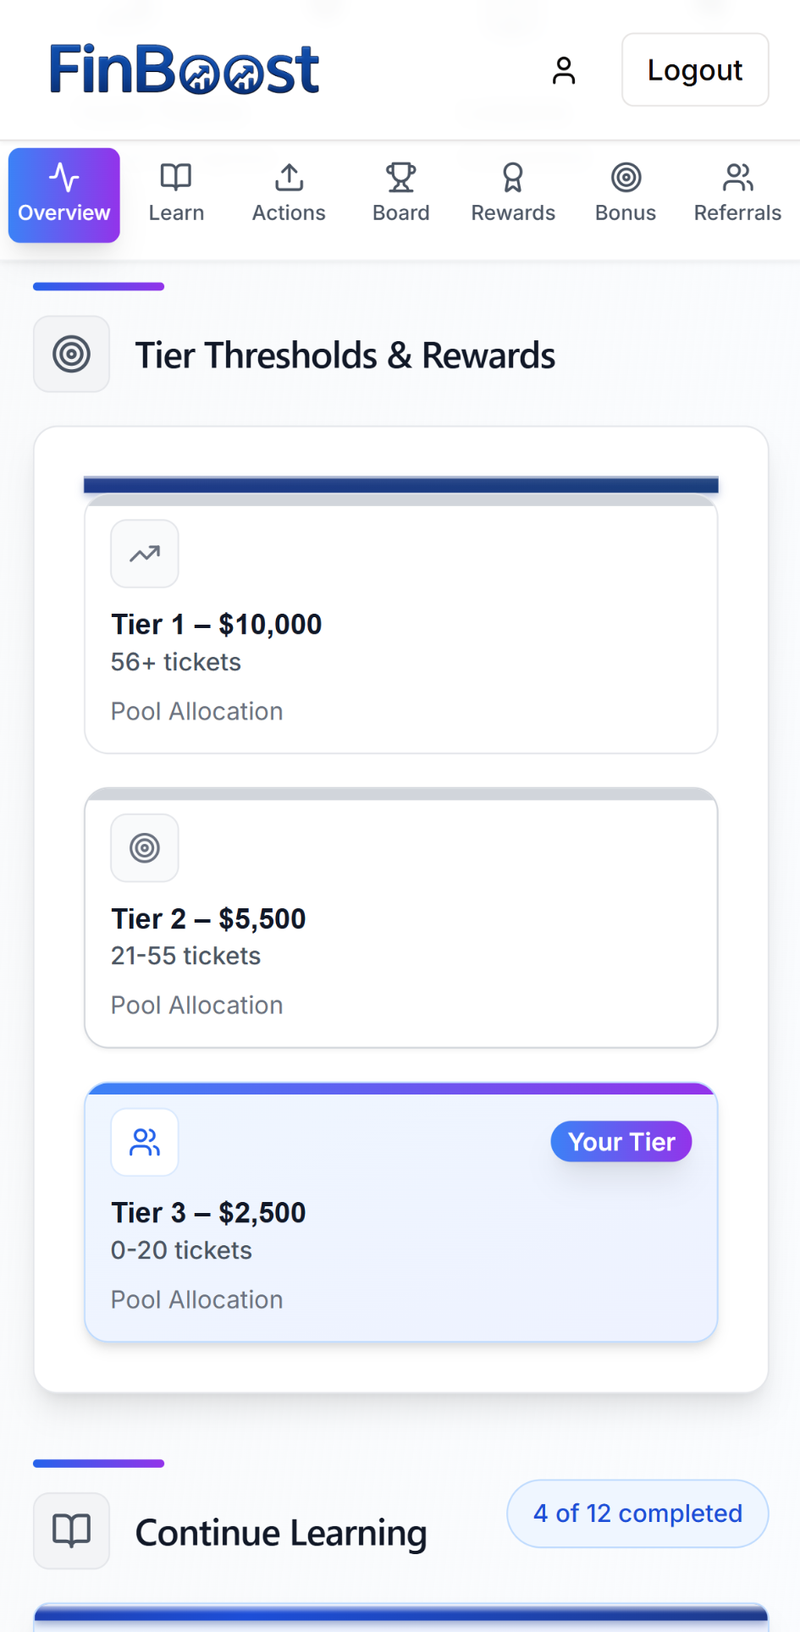 FinBoost
Logout
Overview
Learn
Actions
Board
Rewards
Bonus
Referrals
Tier Thresholds & Rewards
Tier 1 – $10,000
56+ tickets
Pool Allocation
Tier 2 – $5,500
21-55 tickets
Pool Allocation
Your Tier
Tier 3 – $2,500
0-20 tickets
Pool Allocation
4 of 12 completed
Continue Learning